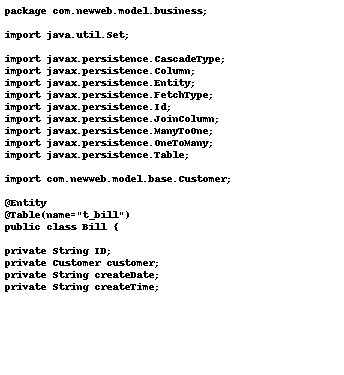 package com.newweb.model.business;

import java.util.Set;

import javax.persistence.CascadeType;
import javax.persistence.Column;
import javax.persistence.Entity;
import javax.persistence.FetchType;
import javax.persistence.Id;
import javax.persistence.JoinColumn;
import javax.persistence.ManyToOne;
import javax.persistence.OneToMany;
import javax.persistence.Table;

import com.newweb.model.base.Customer;

@Entity
@Table(name="t_bill")
public class Bill {

private String ID;
private Customer customer;
private String createDate;
private String createTime;